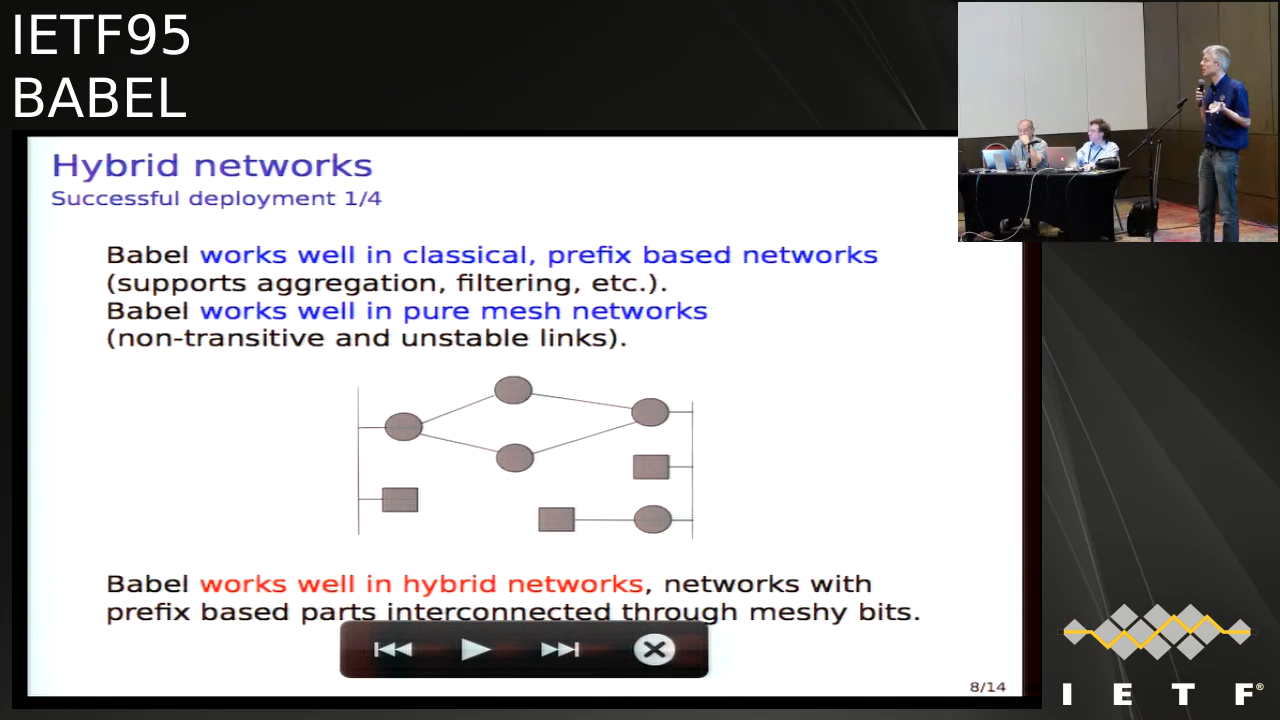 IETF95
BABEL
Hybrid networks
Successful deployment 1/4
Babel works well in classical, prefix based networks
(supports aggregation, filtering, etc.).
Babel works well in pure mesh networks
(non-transitive and unstable links).
Babel works well in hybrid networks, networks with
prefix based parts interconnected through meshy bits.
8/14
I E T F®